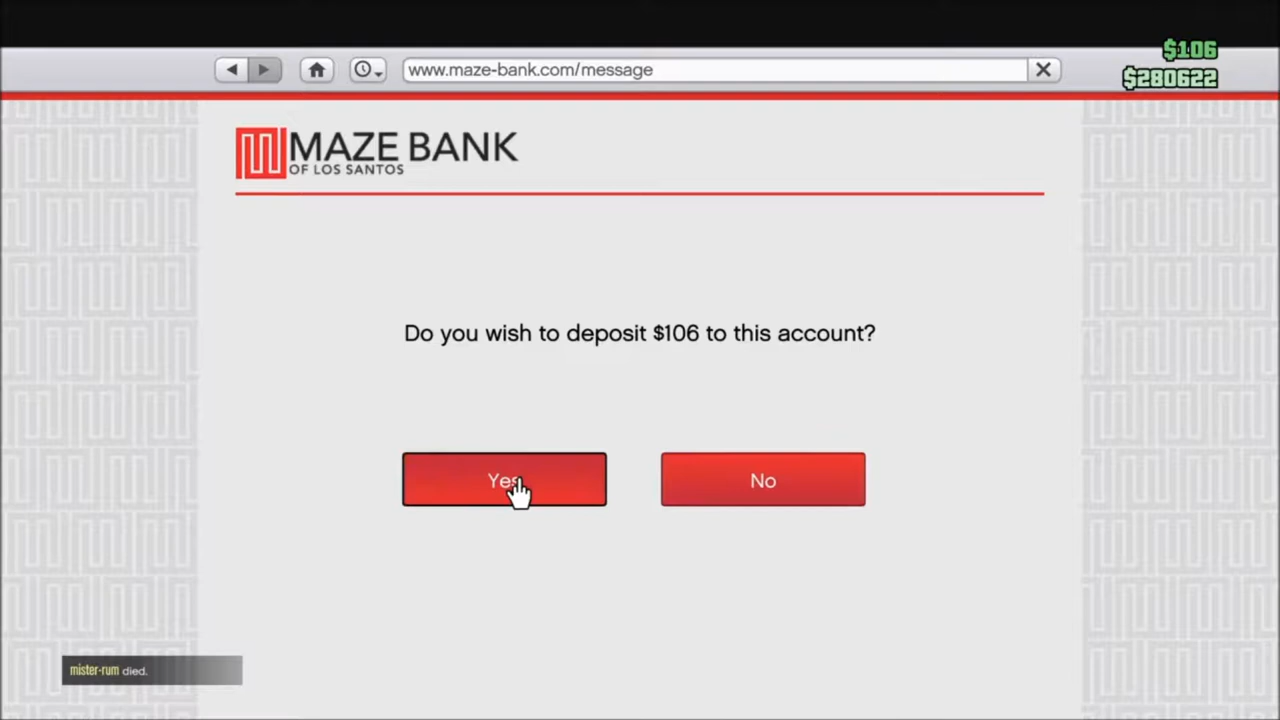 $106
www.maze-bank.com/message
$280622
MAZE BANK
OF LOS SANTOS
Do you wish to deposit $106 to this account?
Yes
No
mister-rum died.